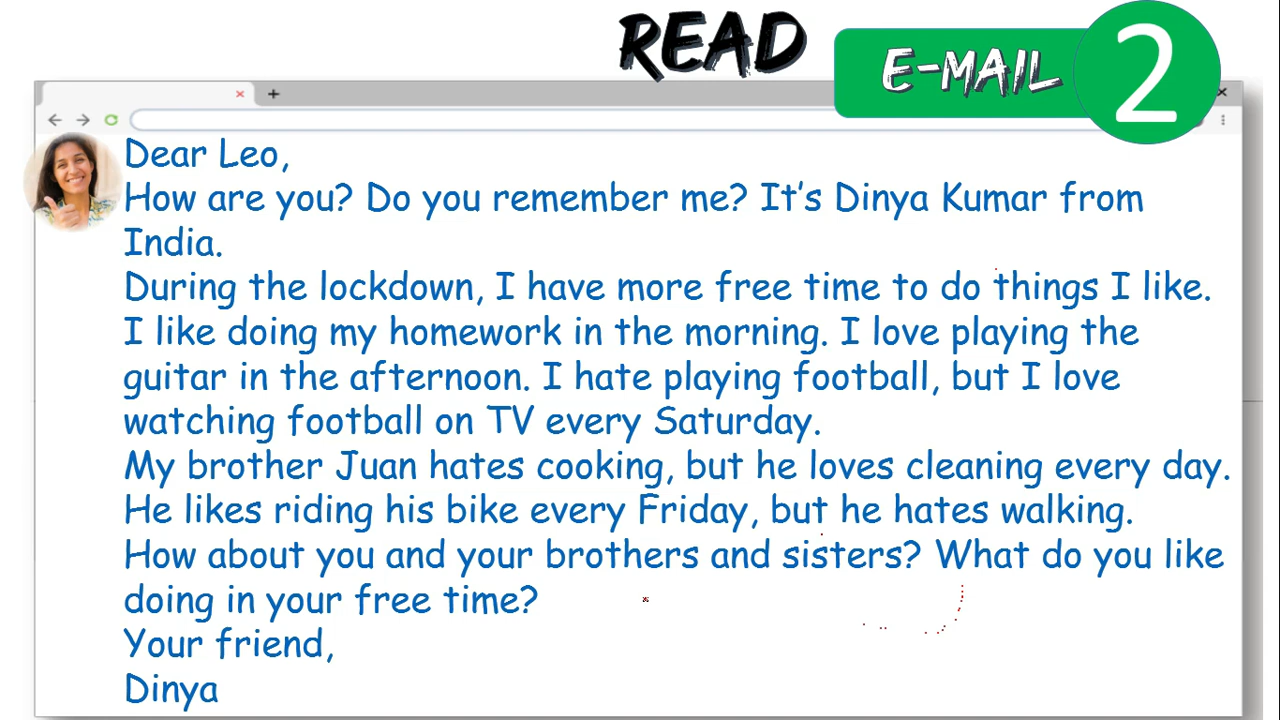 READ
E-MAIL
2
Dear Leo,
How are you? Do you remember me? It's Dinya Kumar from
India.
During the lockdown, I have more free time to do things I like.
I like doing my homework in the morning. I love playing the
guitar in the afternoon. I hate playing football, but I love
watching football on TV every Saturday.
My brother Juan hates cooking, but he loves cleaning every day.
He likes riding his bike every Friday, but he hates walking.
How about you and your brothers and sisters? What do you like
doing in your free time?
Your friend,
Dinya